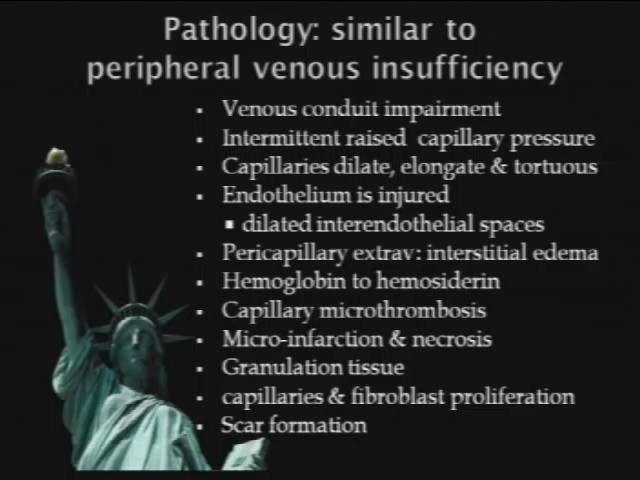 Pathology: similar to
peripheral venous insufficiency
▪ Venous conduit impairment
▪ Intermittent raised capillary pressure
▪ Capillaries dilate, elongate & tortuous
▪ Endothelium is injured
▪ dilated interendothelial spaces
▪ Pericapillary extrav: interstitial edema
▪ Hemoglobin to hemosiderin
▪ Capillary microthrombosis
▪ Micro-infarction & necrosis
▪ Granulation tissue
▪ capillaries & fibroblast proliferation
▪ Scar formation